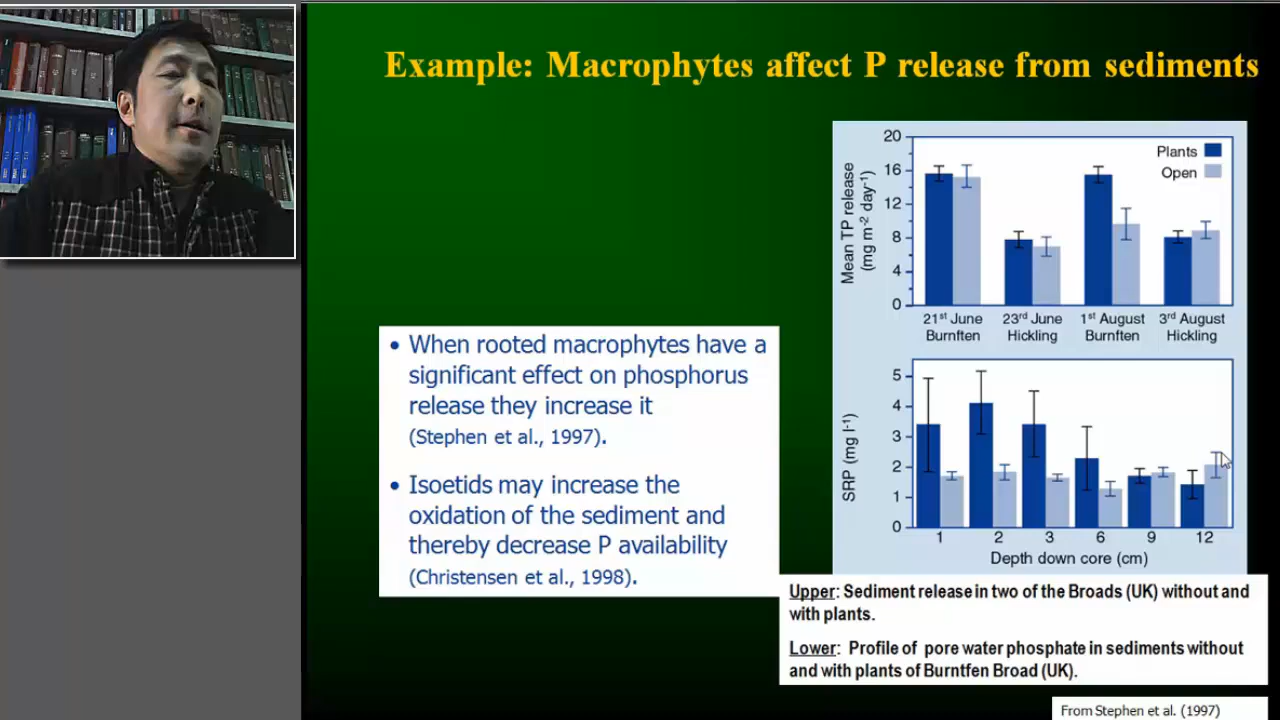 Example: Macrophytes affect P release from sediments
• When rooted macrophytes have a
significant effect on phosphorus
release they increase it
(Stephen et al., 1997).
• Isoetids may increase the
oxidation of the sediment and
thereby decrease P availability
(Christensen et al., 1998).
Mean TP release
(mg m-2 day-1)
20
16
12
8
4
0
Plants
Open
21st June
Burnften
23rd June
Hickling
1st August
Burnften
3rd August
Hickling
SRP (mg l-1)
5
4
3
2
1
0
1 2 3 6 9 12
Depth down core (cm)
Upper: Sediment release in two of the Broads (UK) without and
with plants.
Lower: Profile of pore water phosphate in sediments without
and with plants of Burntfen Broad (UK).
From Stephen et al. (1997)